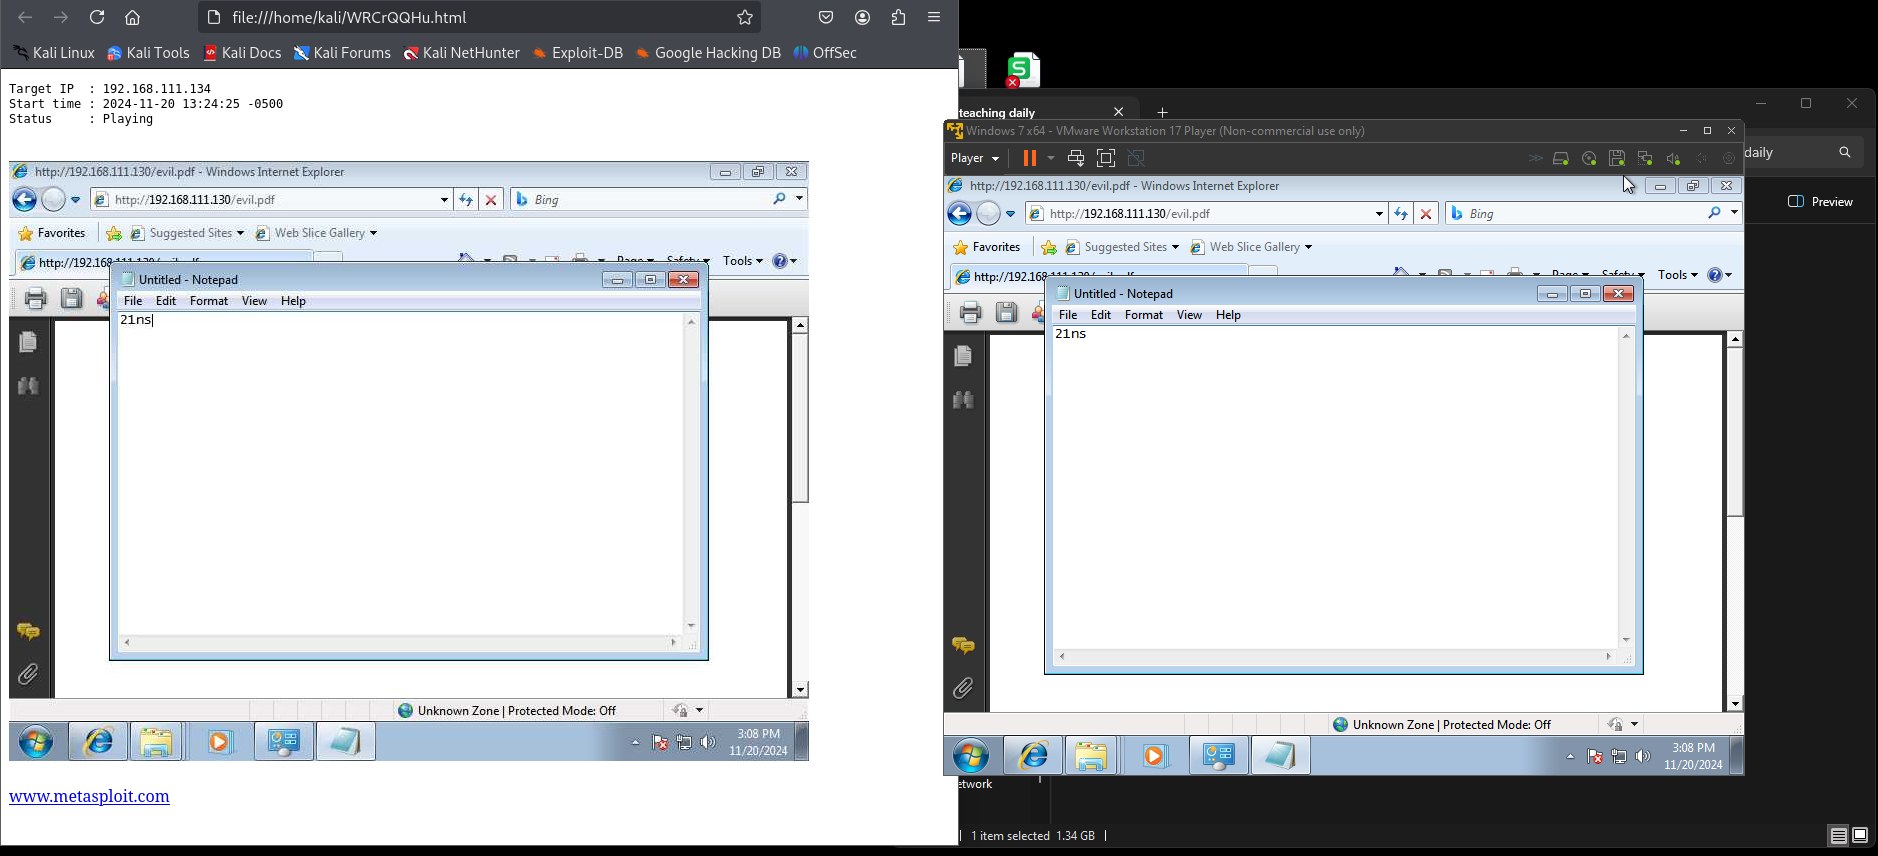 file:///home/kali/WRCrQQHu.html
Kali Linux Kali Tools Kali Docs Kali Forums Kali NetHunter Exploit-DB Google Hacking DB OffSec
Target IP : 192.168.111.134
Start time : 2024-11-20 13:24:25 -0500
Status : Playing
http://192.168.111.130/evil.pdf - Windows Internet Explorer
http://192.168.111.130/evil.pdf
Bing
Favorites Suggested Sites Web Slice Gallery
Tools
Untitled - Notepad
File Edit Format View Help
21ns
Unknown Zone | Protected Mode: Off
3:08 PM
11/20/2024
www.metasploit.com
teaching daily
daily
Preview
Windows 7 x64 - VMware Workstation 17 Player (Non-commercial use only)
Player
http://192.168.111.130/evil.pdf - Windows Internet Explorer
http://192.168.111.130/evil.pdf
Bing
Favorites Suggested Sites Web Slice Gallery
Tools
Untitled - Notepad
File Edit Format View Help
21ns
Unknown Zone | Protected Mode: Off
3:08 PM
11/20/2024
etwork
1 item selected 1.34 GB